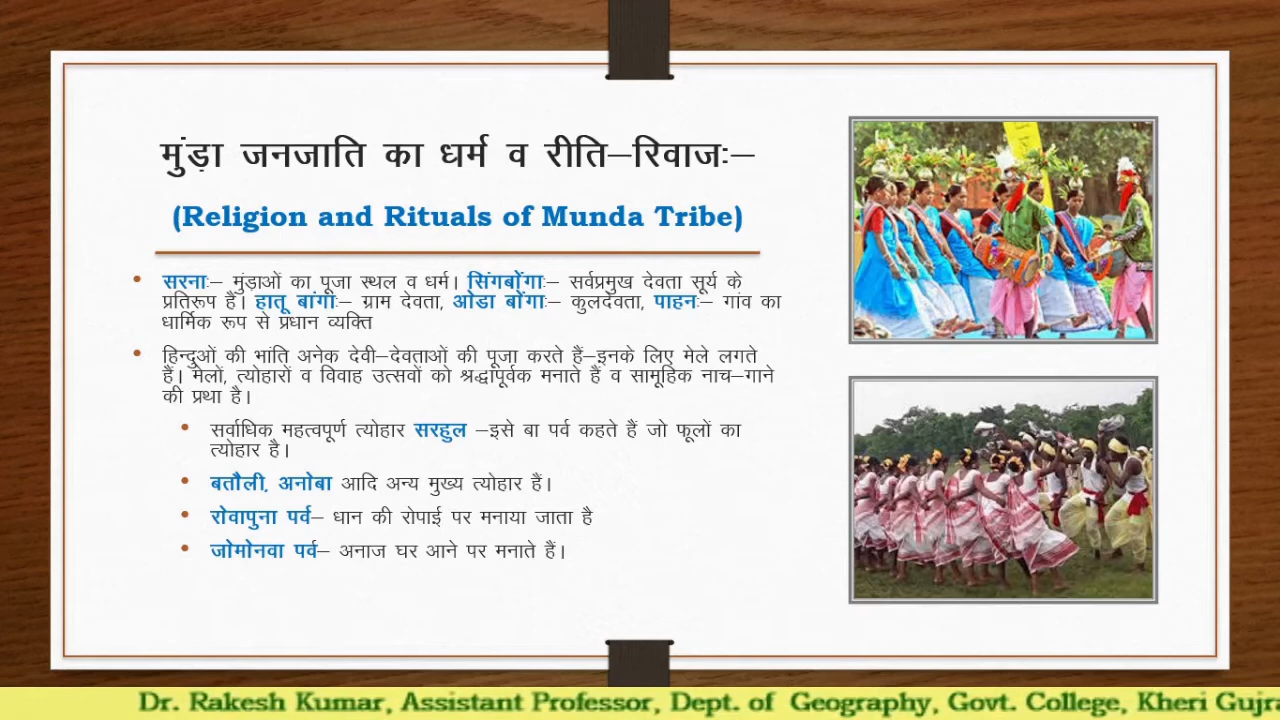 मुंड़ा जनजाति का धर्म व रीति–रिवाजः–
(Religion and Rituals of Munda Tribe)
• सरनाः– मुंड़ाओं का पूजा स्थल व धर्म। सिंगबोंगाः– सर्वप्रमुख देवता सूर्य के
प्रतिरूप हैं। हातू बांगाः– ग्राम देवता, ओडा बोंगाः– कुलदेवता, पाहनः– गांव का
धार्मिक रूप से प्रधान व्यक्ति
• हिन्दुओं की भांति अनेक देवी–देवताओं की पूजा करते हैं–इनके लिए मेले लगते
हैं। मेलों, त्योहारों व विवाह उत्सवों को श्रद्धापूर्वक मनाते हैं व सामूहिक नाच–गाने
की प्रथा है।
• सर्वाधिक महत्वपूर्ण त्योहार सरहुल –इसे बा पर्व कहते हैं जो फूलों का
त्योहार है।
• बतौली, अनोबा आदि अन्य मुख्य त्योहार हैं।
• रोवापुना पर्व– धान की रोपाई पर मनाया जाता है
• जोमोनवा पर्व– अनाज घर आने पर मनाते हैं।
Dr. Rakesh Kumar, Assistant Professor, Dept. of Geography, Govt. College, Kheri Gujra